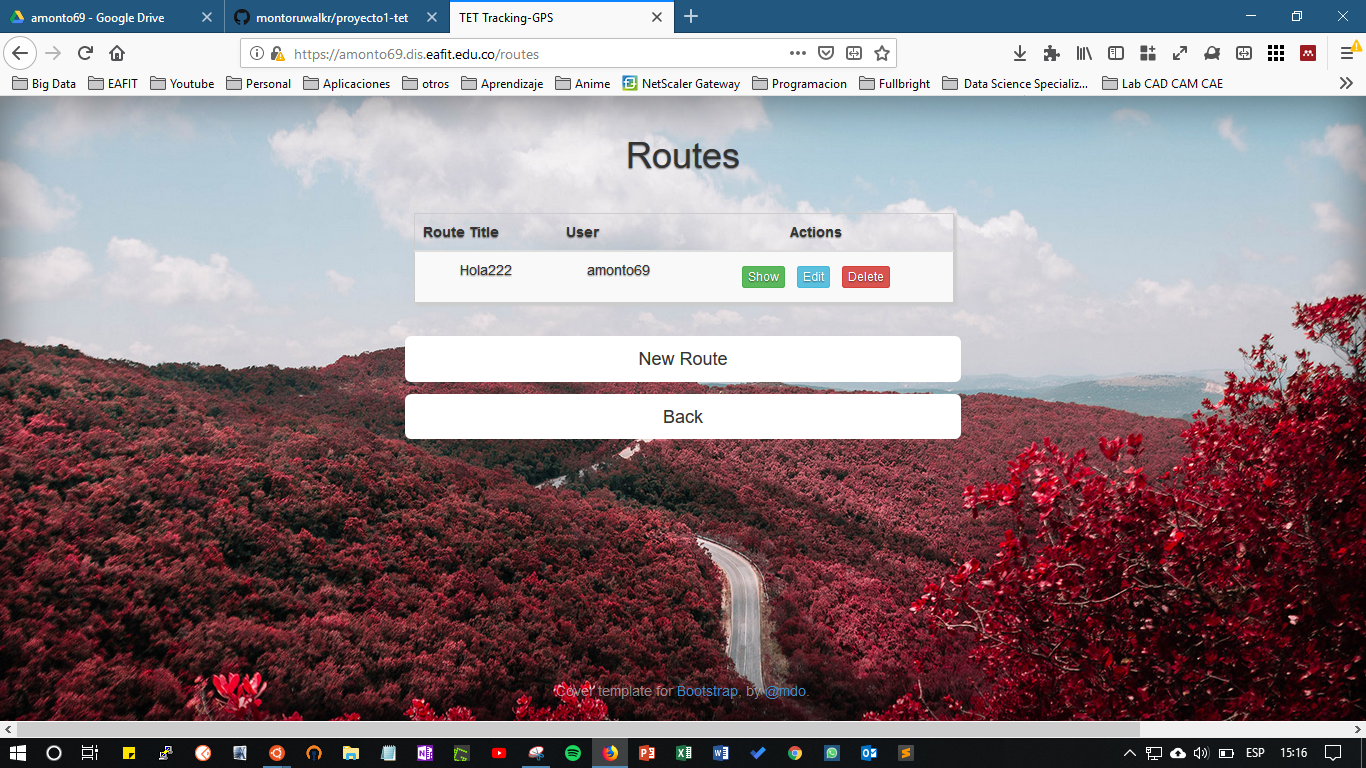 amonto69 - Google Drive
montoruwalkr/proyecto1-tet
TET Tracking-GPS
https://amonto69.dis.eafit.edu.co/routes
Big Data EAFIT Youtube Personal Aplicaciones otros Aprendizaje Anime NetScaler Gateway Programacion Fullbright Data Science Specializ... Lab CAD CAM CAE
Routes
Route Title User Actions
Hola222 amonto69 Show Edit Delete
New Route
Back
Cover template for Bootstrap, by @mdo.
ESP 15:16